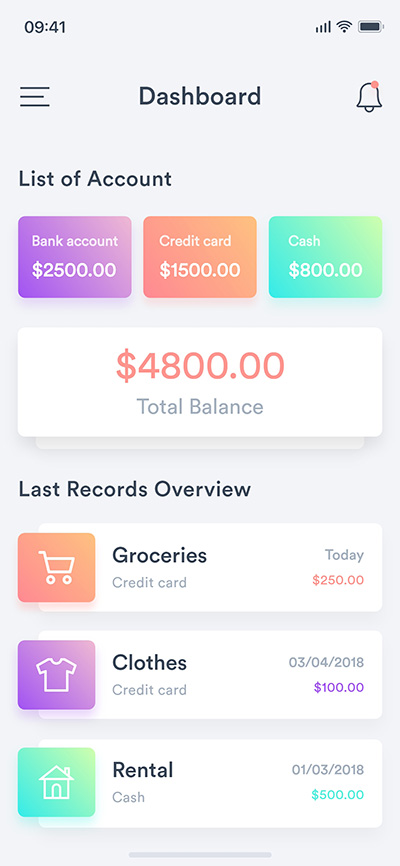 09:41
Dashboard
List of Account
Bank account
$2500.00
Credit card
$1500.00
Cash
$800.00
$4800.00
Total Balance
Last Records Overview
Groceries
Today
Credit card
$250.00
Clothes
03/04/2018
Credit card
$100.00
Rental
01/03/2018
Cash
$500.00